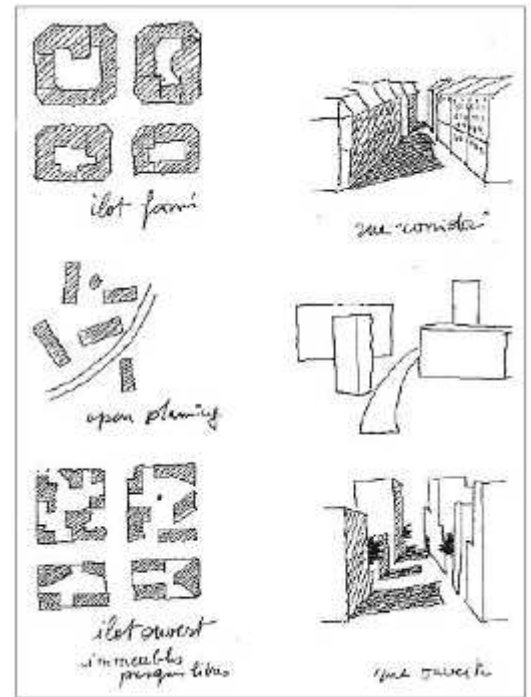 ilot fermé
rue "corridor"
open planning
ilot ouvert
immeubles
presque libres
rue ouverte